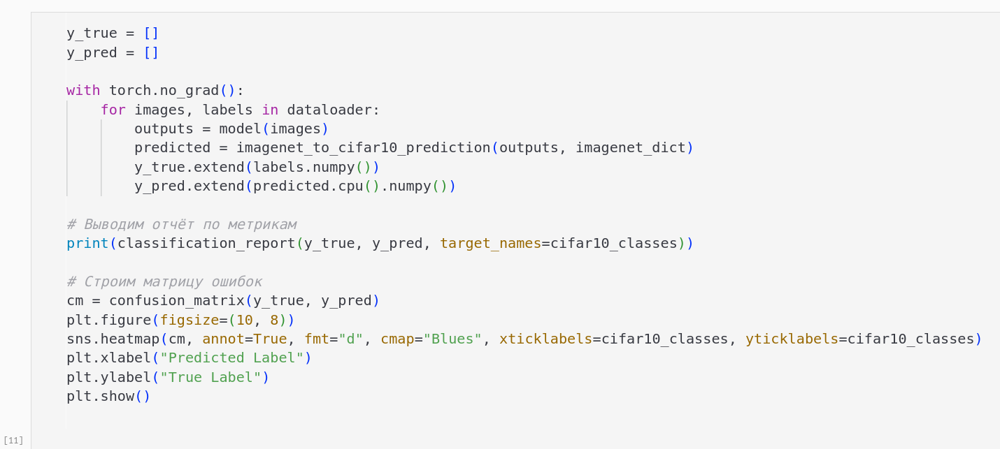 y_true = []
y_pred = []
with torch.no_grad():
    for images, labels in dataloader:
        outputs = model(images)
        predicted = imagenet_to_cifar10_prediction(outputs, imagenet_dict)
        y_true.extend(labels.numpy())
        y_pred.extend(predicted.cpu().numpy())
# Выводим отчёт по метрикам
print(classification_report(y_true, y_pred, target_names=cifar10_classes))
# Строим матрицу ошибок
cm = confusion_matrix(y_true, y_pred)
plt.figure(figsize=(10, 8))
sns.heatmap(cm, annot=True, fmt="d", cmap="Blues", xticklabels=cifar10_classes, yticklabels=cifar10_classes)
plt.xlabel("Predicted Label")
plt.ylabel("True Label")
plt.show()
[11]